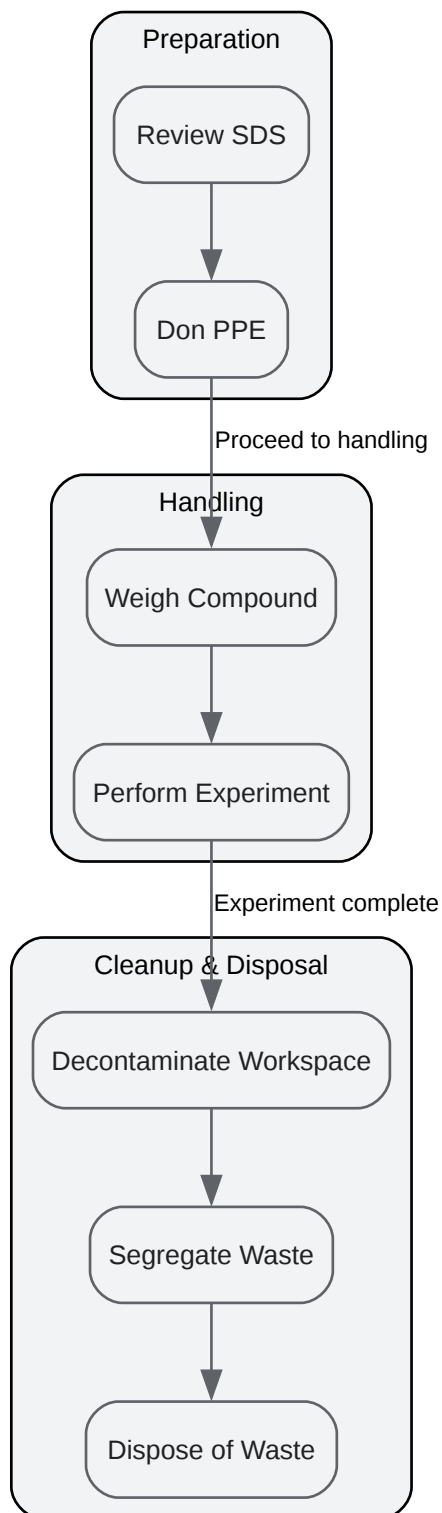 Preparation
Review SDS
Don PPE
Proceed to handling
Handling
Weigh Compound
Perform Experiment
Experiment complete
Cleanup & Disposal
Decontaminate Workspace
Segregate Waste
Dispose of Waste